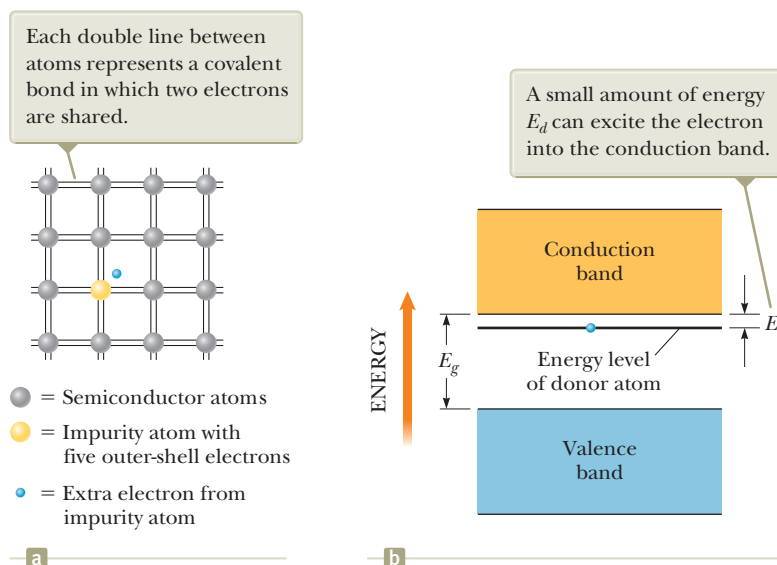 Each double line between
atoms represents a covalent
bond in which two electrons
are shared.
= Semiconductor atoms
= Impurity atom with
five outer-shell electrons
= Extra electron from
impurity atom
a
A small amount of energy
E_d can excite the electron
into the conduction band.
Conduction
band
E
E_g
Energy level
of donor atom
ENERGY
Valence
band
b